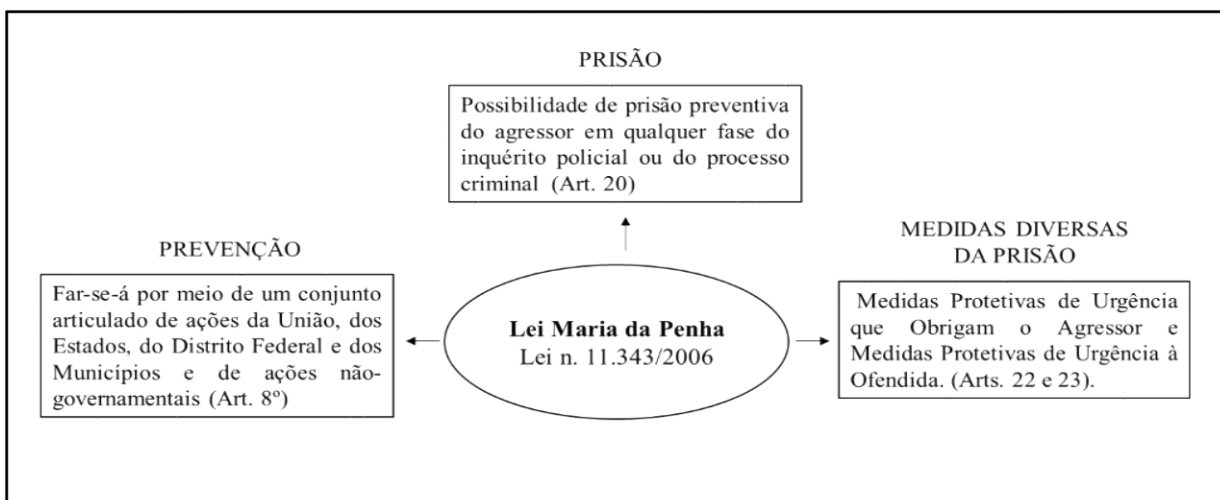 PRISÃO
Possibilidade de prisão preventiva
do agressor em qualquer fase do
inquérito policial ou do processo
criminal (Art. 20)
PREVENÇÃO
Far-se-á por meio de um conjunto
articulado de ações da União, dos
Estados, do Distrito Federal e dos
Municípios e de ações não-
governamentais (Art. 8º)
Lei Maria da Penha
Lei n. 11.343/2006
MEDIDAS DIVERSAS
DA PRISÃO
Medidas Protetivas de Urgência
que Obrigam o Agressor e
Medidas Protetivas de Urgência à
Ofendida. (Arts. 22 e 23).